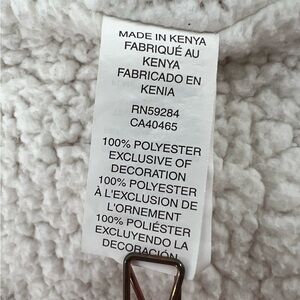 MADE IN KENYA
FABRIQUÉ AU
KENYA
FABRICADO EN
KENIA
RN59284
CA40465
100% POLYESTER
EXCLUSIVE OF
DECORATION
100% POLYESTER
À L'EXCLUSION DE
L'ORNEMENT
100% POLIÉSTER
EXCLUYENDO LA
DECORACIÓN